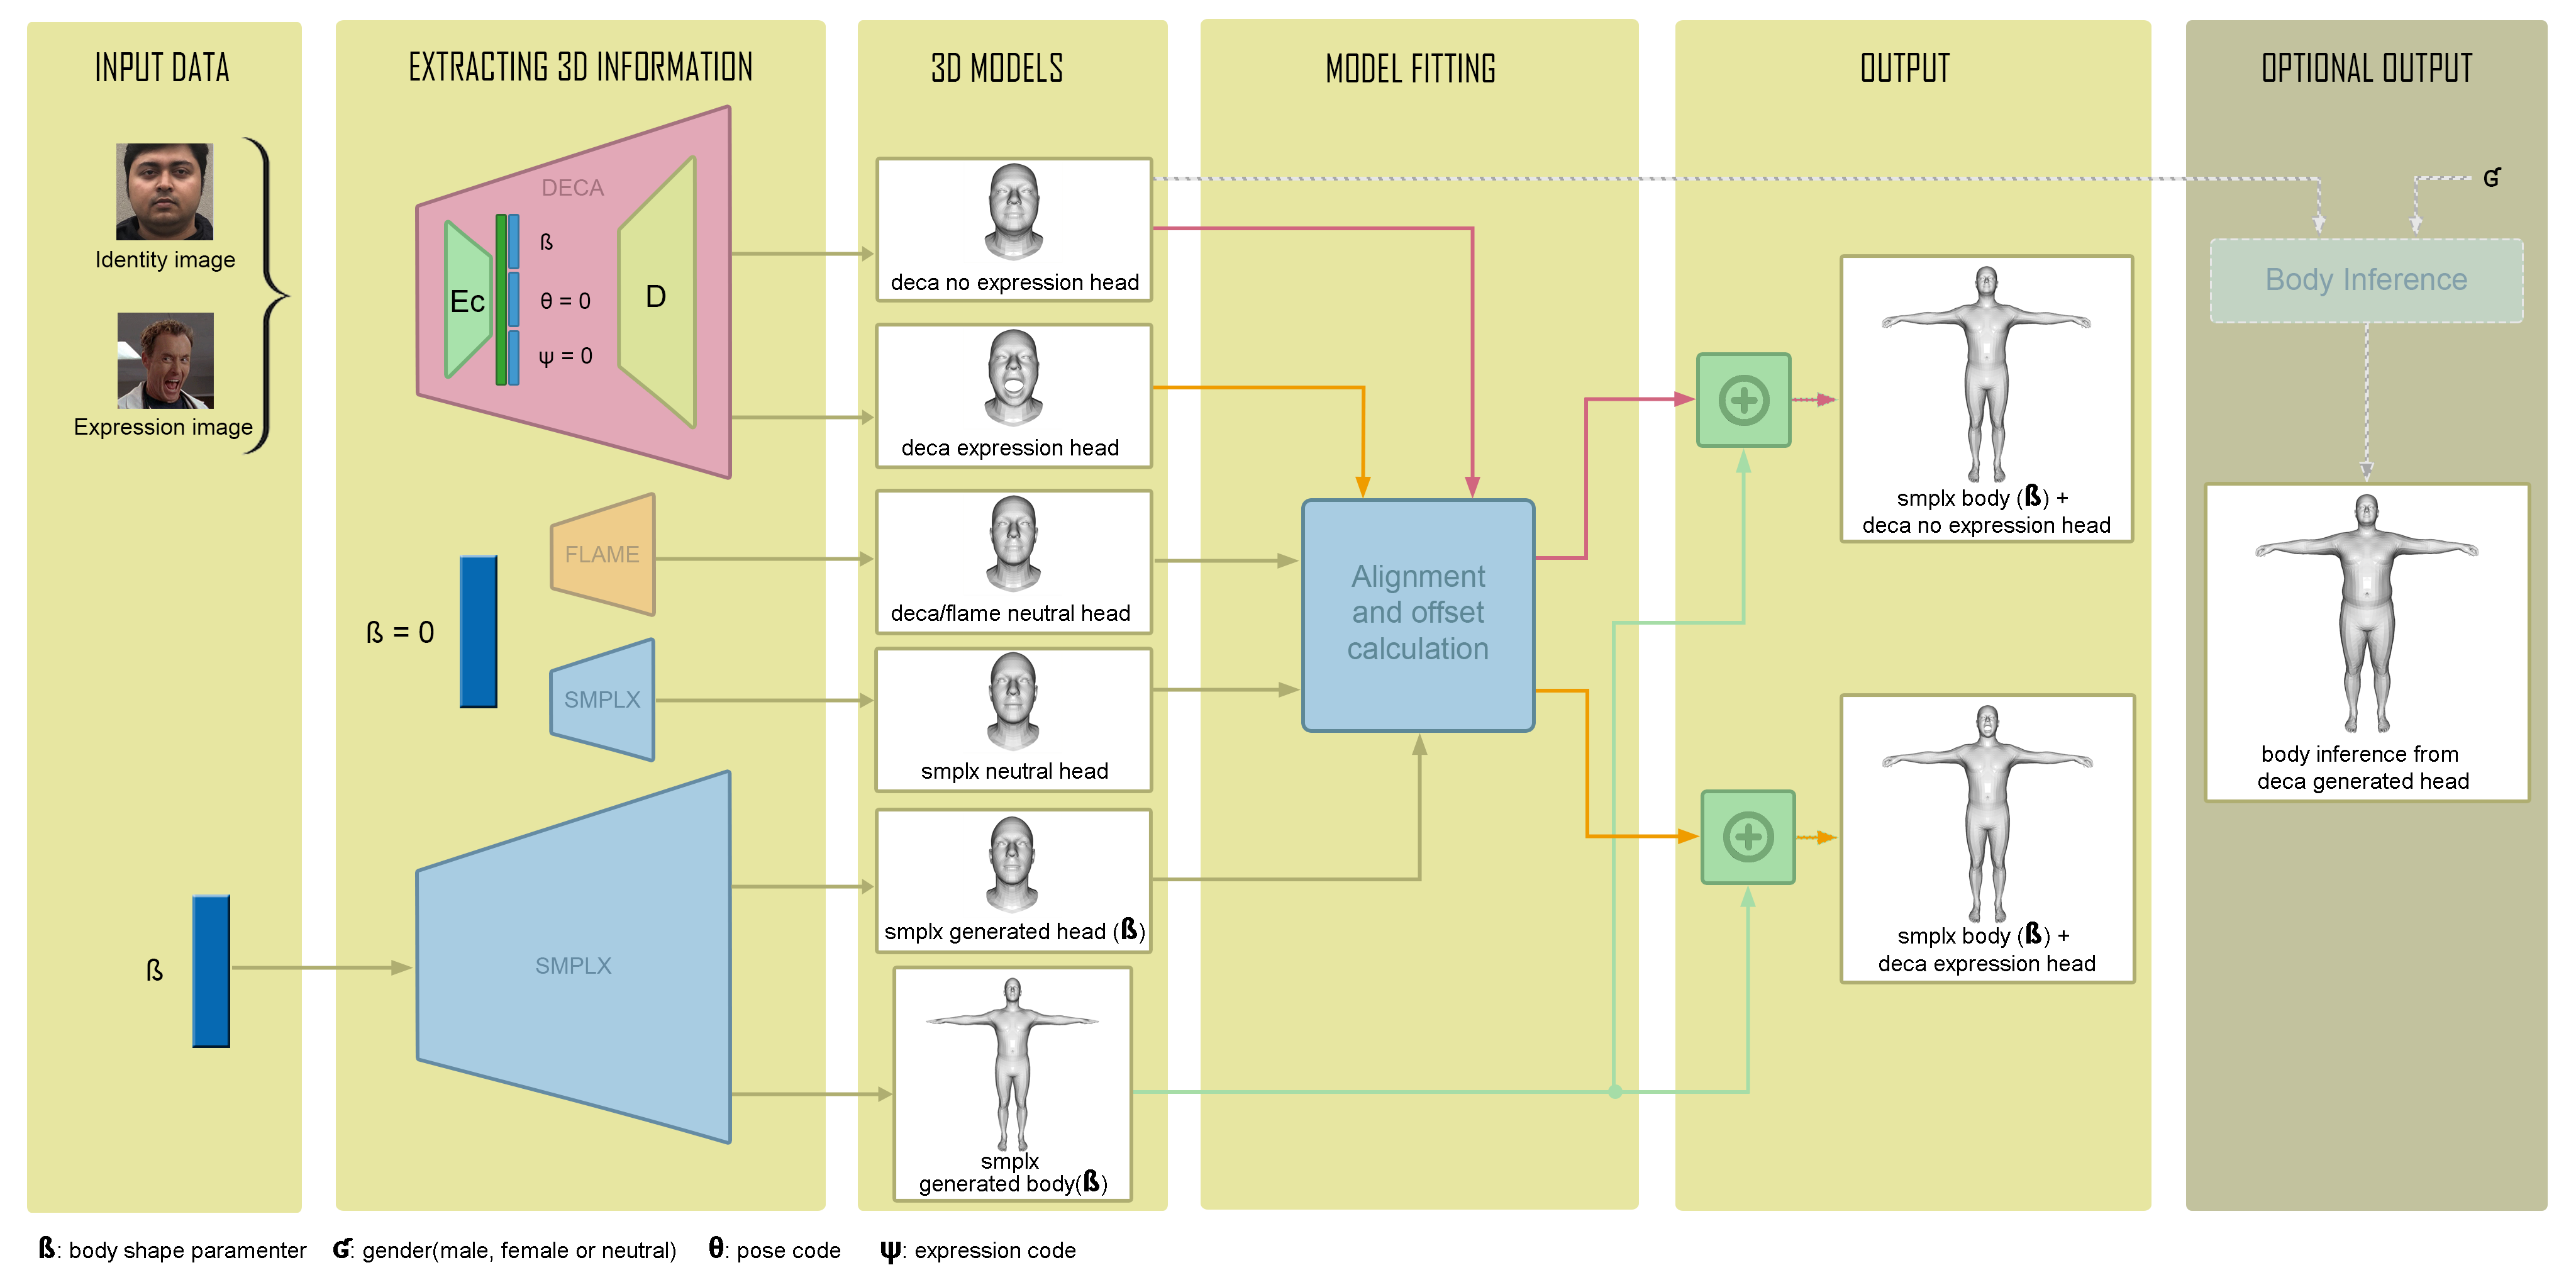 INPUT DATA
EXTRACTING 3D INFORMATION
3D MODELS
MODEL FITTING
OUTPUT
OPTIONAL OUTPUT
Identity image
Expression image
DECA
Ec
ß
θ = 0
ψ = 0
D
FLAME
ß = 0
SMPLX
ß
SMPLX
deca no expression head
deca expression head
deca/flame neutral head
smplx neutral head
smplx generated head (ß)
smplx
generated body(ß)
Alignment
and offset
calculation
smplx body (ß) +
deca no expression head
smplx body (ß) +
deca expression head
Ɠ
Body Inference
body inference from
deca generated head
ß: body shape paramenter Ɠ: gender(male, female or neutral) θ: pose code ψ: expression code